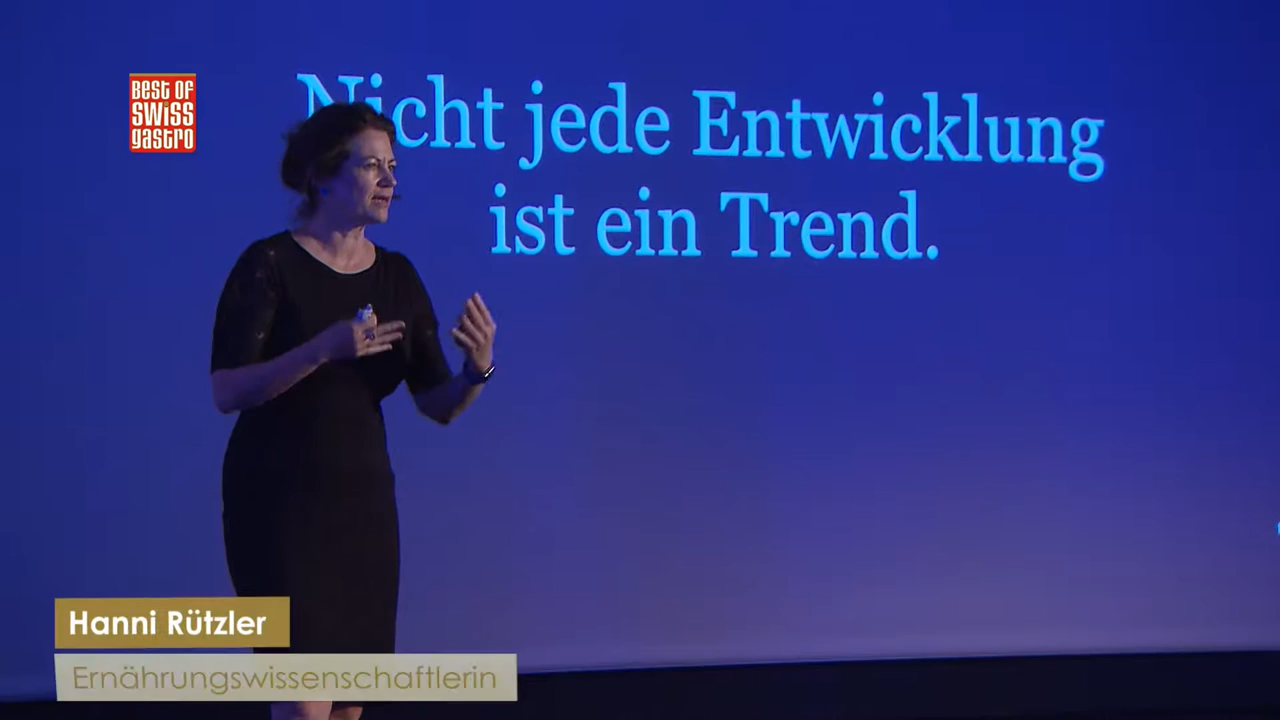 BEST OF
SWISS
gastro
Nicht jede Entwicklung
ist ein Trend.
Hanni Rützler
Ernährungswissenschaftlerin